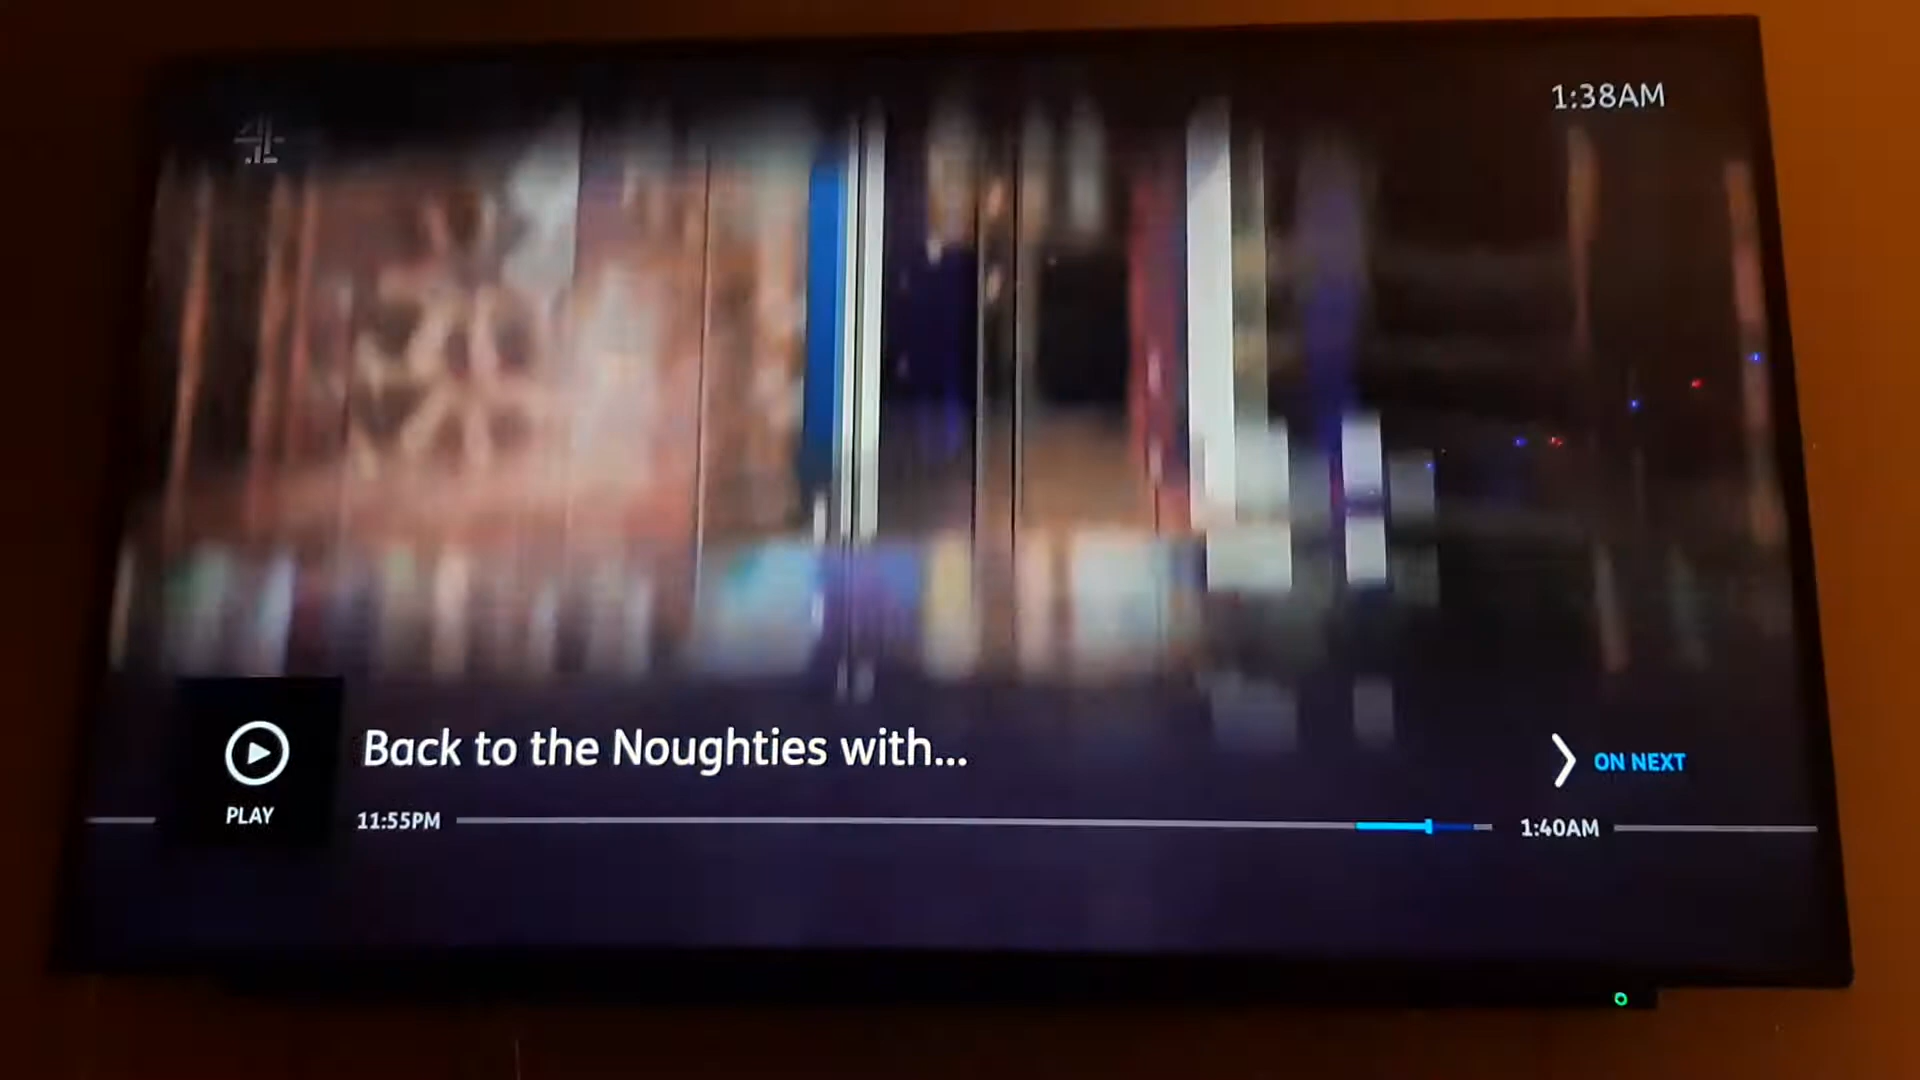 1:38AM
Back to the Noughties with...
ON NEXT
PLAY
11:55PM
1:40AM